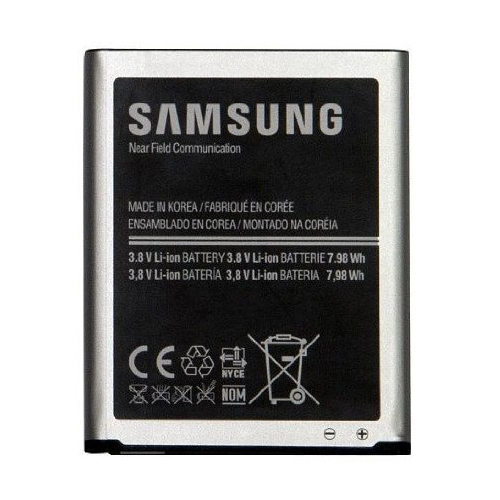 SAMSUNG
Near Field Communication
MADE IN KOREA / FABRIQUÉ EN CORÉE
ENSAMBLADO EN COREA / MONTADO NA CORÉIA
3.8 V Li-ion BATTERY 3.8 V Li-ion BATTERIE 7.98 Wh
3,8 V Li-ion BATERÍA 3,8 V Li-ion BATERIA 7,98 Wh
CE
NYCE
NOM